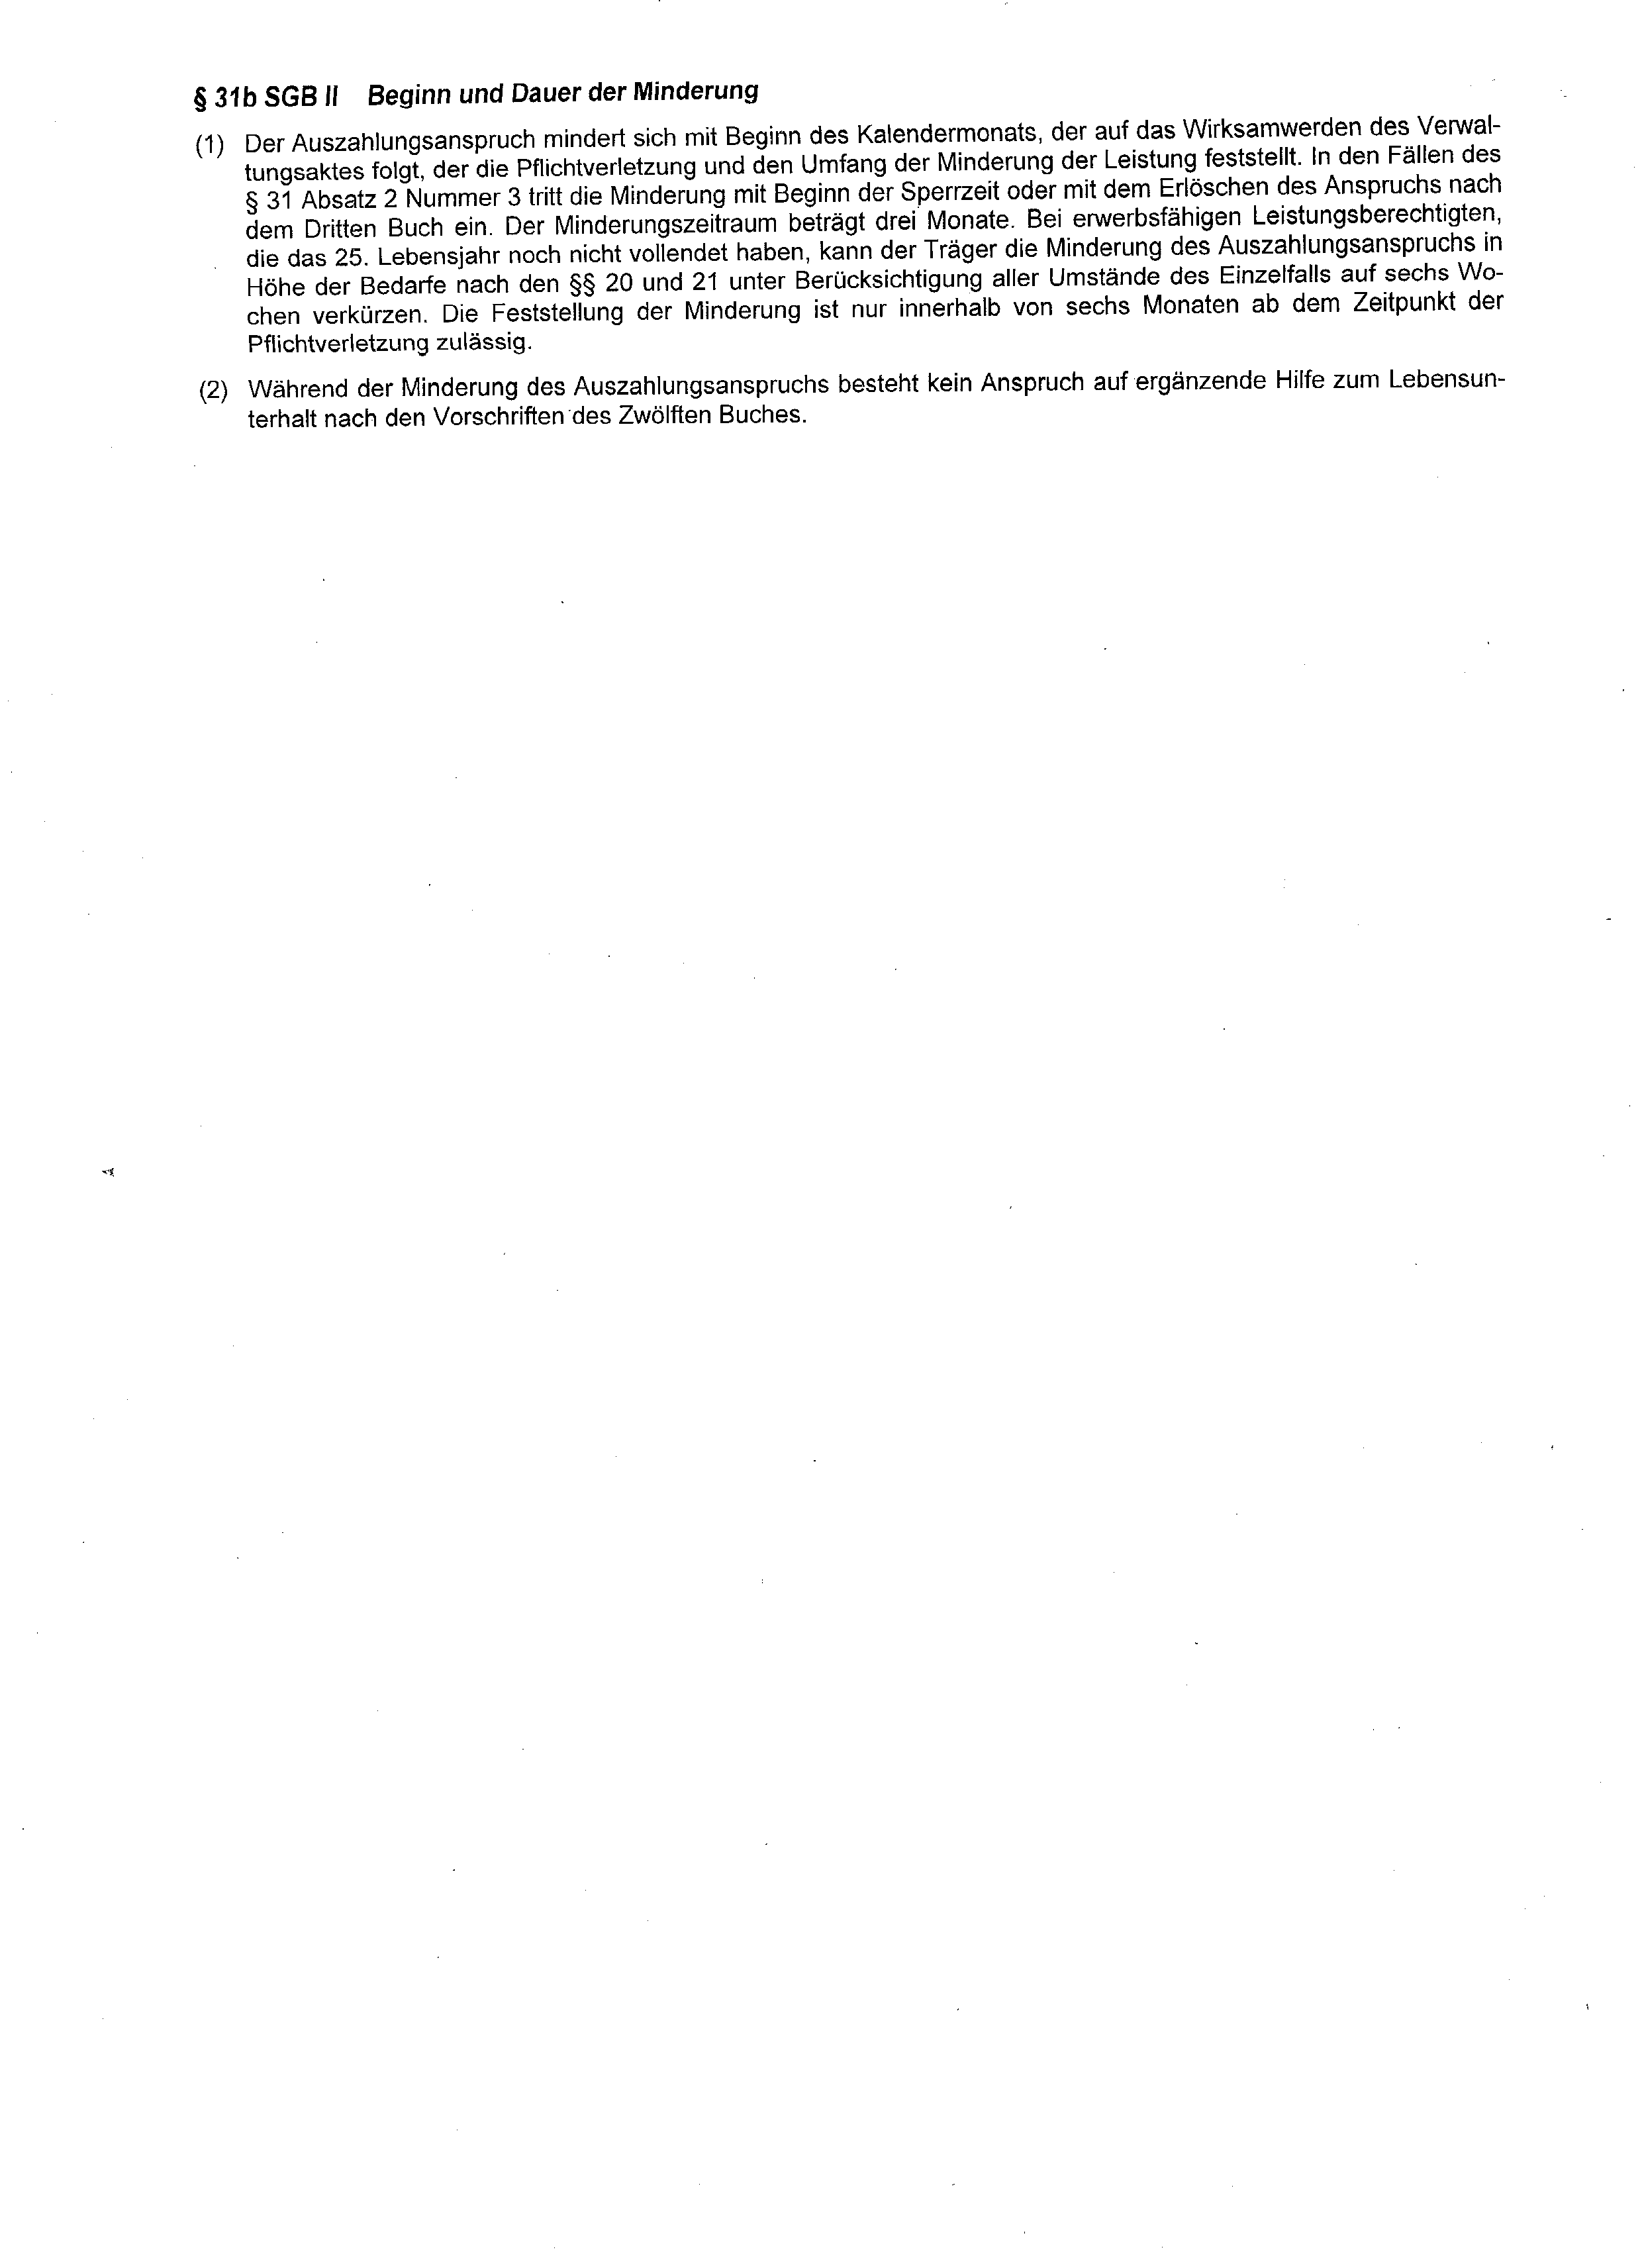 § 31b SGB II Beginn und Dauer der Minderung
(1) Der Auszahlungsanspruch mindert sich mit Beginn des Kalendermonats, der auf das Wirksamwerden des Verwal-
tungsaktes folgt, der die Pflichtverletzung und den Umfang der Minderung der Leistung feststellt. In den Fällen des
§ 31 Absatz 2 Nummer 3 tritt die Minderung mit Beginn der Sperrzeit oder mit dem Erlöschen des Anspruchs nach
dem Dritten Buch ein. Der Minderungszeitraum beträgt drei Monate. Bei erwerbsfähigen Leistungsberechtigten,
die das 25. Lebensjahr noch nicht vollendet haben, kann der Träger die Minderung des Auszahlungsanspruchs in
Höhe der Bedarfe nach den §§ 20 und 21 unter Berücksichtigung aller Umstände des Einzelfalls auf sechs Wo-
chen verkürzen. Die Feststellung der Minderung ist nur innerhalb von sechs Monaten ab dem Zeitpunkt der
Pflichtverletzung zulässig.
(2) Während der Minderung des Auszahlungsanspruchs besteht kein Anspruch auf ergänzende Hilfe zum Lebensun-
terhalt nach den Vorschriften des Zwölften Buches.